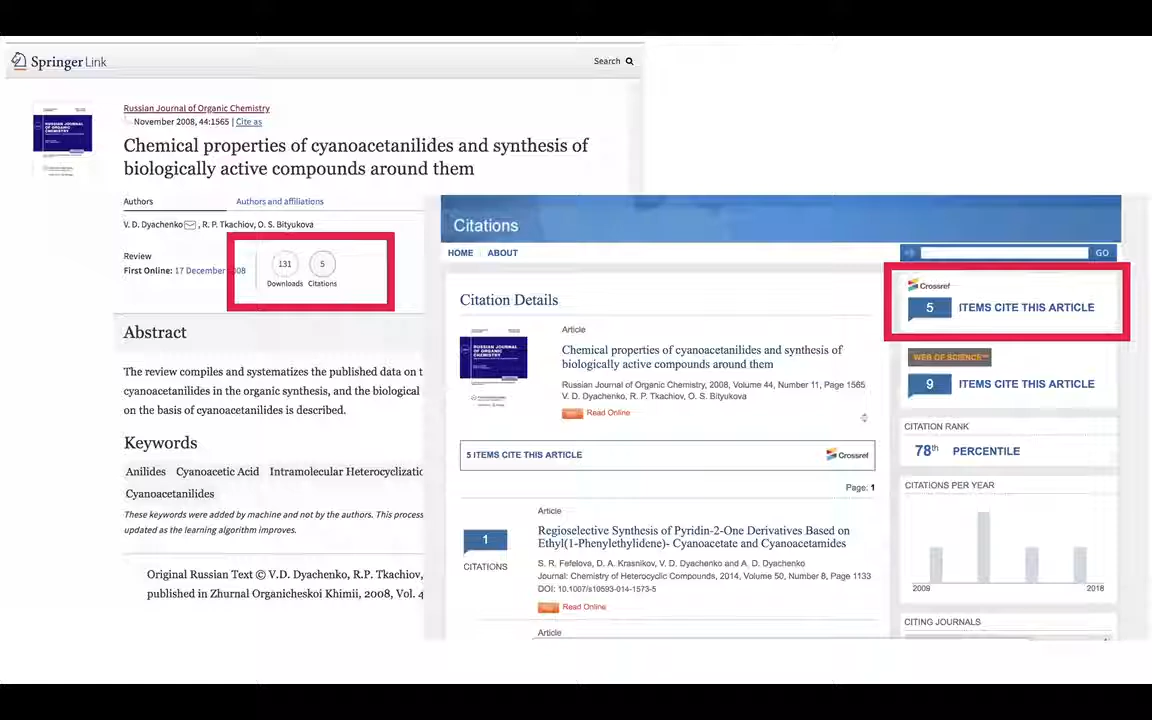 Springer Link
Search
Russian Journal of Organic Chemistry
November 2008, 44:1565 | Cite as
Chemical properties of cyanoacetanilides and synthesis of
biologically active compounds around them
Authors
Authors and affiliations
V. D. Dyachenko, R. P. Tkachiov, O. S. Bityukova
Review
First Online: 17 December 008
131
Downloads
5
Citations
Abstract
The review compiles and systematizes the published data on t
cyanoacetanilides in the organic synthesis, and the biological
on the basis of cyanoacetanilides is described.
Keywords
Anilides Cyanoacetic Acid Intramolecular Heterocyclizatic
Cyanoacetanilides
These keywords were added by machine and not by the authors. This process
updated as the learning algorithm improves.
Original Russian Text © V.D. Dyachenko, R.P. Tkachiov,
published in Zhurnal Organicheskoi Khimii, 2008, Vol. 4
Citations
HOME ABOUT
GO
Citation Details
RUSSIAN JOURNAL OF ORGANIC CHEMISTRY
Article
Chemical properties of cyanoacetanilides and synthesis of
biologically active compounds around them
Russian Journal of Organic Chemistry, 2008, Volume 44, Number 11, Page 1565
V. D. Dyachenko, R. P. Tkachiov, O. S. Bityukova
Read Online
5 ITEMS CITE THIS ARTICLE
Crossref
Page: 1
Article
1
CITATIONS
Regioselective Synthesis of Pyridin-2-One Derivatives Based on
Ethyl(1-Phenylethylidene)- Cyanoacetate and Cyanoacetamides
S. R. Fefelova, D. A. Krasnikov, V. D. Dyachenko and A. D. Dyachenko
Journal: Chemistry of Heterocyclic Compounds, 2014, Volume 50, Number 8, Page 1133
DOI: 10.1007/s10593-014-1573-5
Read Online
Article
Crossref
5 ITEMS CITE THIS ARTICLE
WEB OF SCIENCE™
9 ITEMS CITE THIS ARTICLE
CITATION RANK
78th PERCENTILE
CITATIONS PER YEAR
2009 2018
CITING JOURNALS